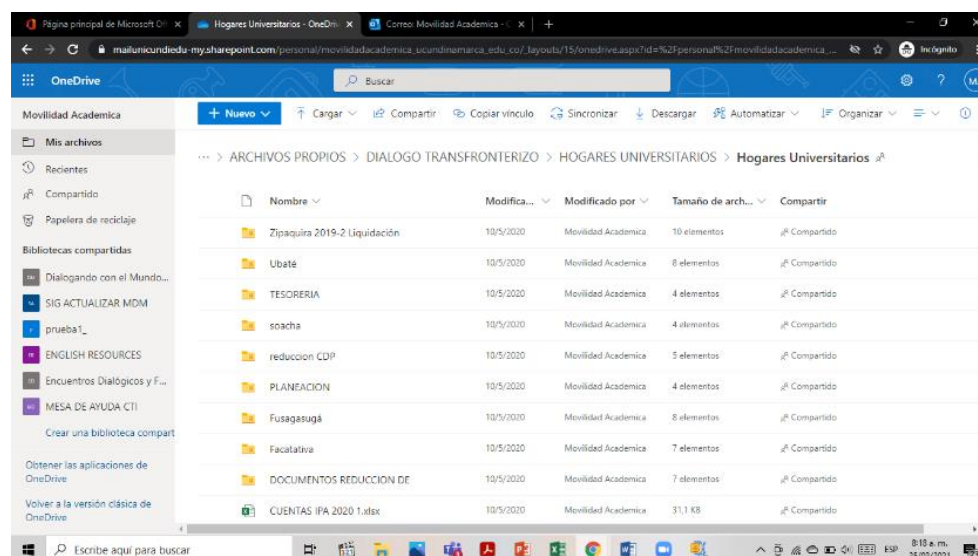 Página principal de Microsoft Of
Hogares Universitarios - OneDriv
Correo: Movilidad Academica - O
mailunicundiedu-my.sharepoint.com/personal/movilidadacademica_ucundinamarca_edu_co/_layouts/15/onedrive.aspx?id=%2Fpersonal%2Fmovilidadacademica_...
Incógnito
OneDrive
Buscar
Movilidad Academica
Nuevo
Cargar
Compartir
Copiar vínculo
Sincronizar
Descargar
Automatizar
Organizar
Mis archivos
Recientes
Compartido
Papelera de reciclaje
Bibliotecas compartidas
Dialogando con el Mundo...
SIG ACTUALIZAR MDM
prueba1_
ENGLISH RESOURCES
Encuentros Dialógicos y F...
MESA DE AYUDA CTI
Crear una biblioteca compart
Obtener las aplicaciones de
OneDrive
Volver a la versión clásica de
OneDrive
... > ARCHIVOS PROPIOS > DIALOGO TRANSFRONTERIZO > HOGARES UNIVERSITARIOS > Hogares Universitarios
Nombre Modifica... Modificado por Tamaño de arch... Compartir
Zipaquira 2019-2 Liquidación 10/5/2020 Movilidad Academica 10 elementos Compartido
Ubaté 10/5/2020 Movilidad Academica 8 elementos Compartido
TESORERIA 10/5/2020 Movilidad Academica 4 elementos Compartido
soacha 10/5/2020 Movilidad Academica 4 elementos Compartido
reduccion CDP 10/5/2020 Movilidad Academica 5 elementos Compartido
PLANEACION 10/5/2020 Movilidad Academica 4 elementos Compartido
Fusagasugá 10/5/2020 Movilidad Academica 8 elementos Compartido
Facatativa 10/5/2020 Movilidad Academica 7 elementos Compartido
DOCUMENTOS REDUCCION DE 10/5/2020 Movilidad Academica 7 elementos Compartido
CUENTAS IPA 2020 1.xlsx 10/5/2020 Movilidad Academica 31,1 KB Compartido
Escribe aquí para buscar
ESP
8:18 a. m.